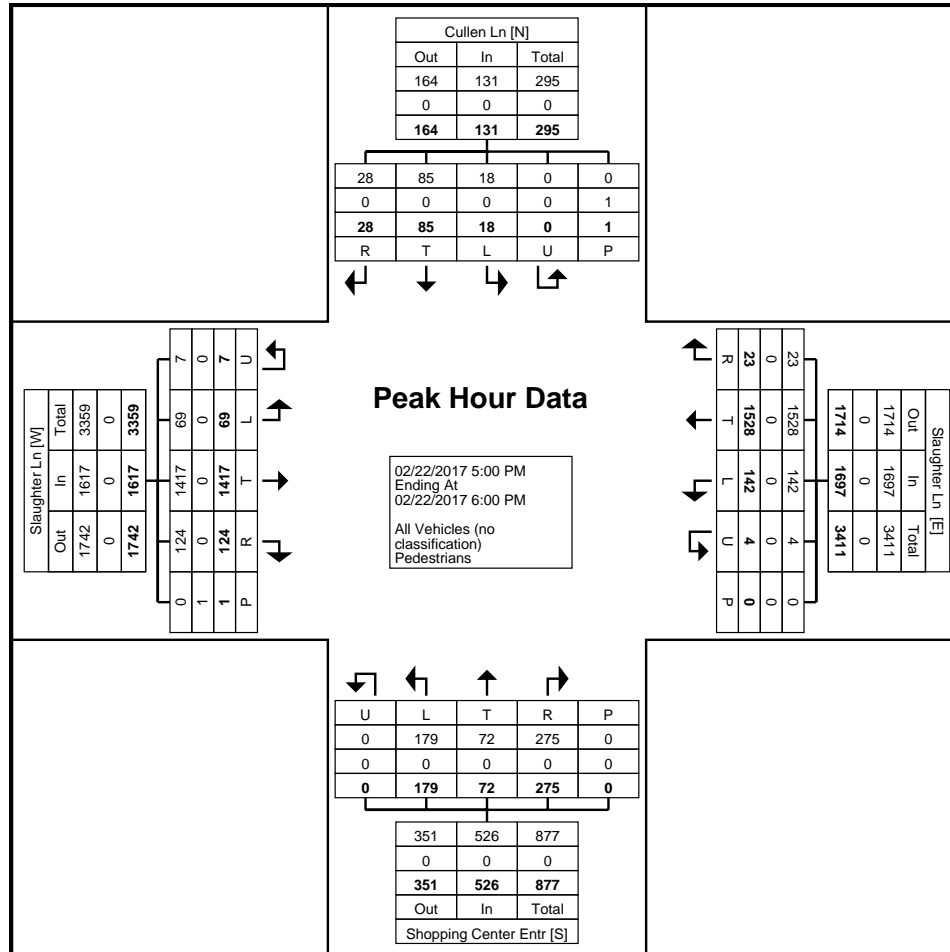 Cullen Ln [N]
Out In Total
164 131 295
0 0 0
164 131 295
28 85 18 0 0
0 0 0 0 1
28 85 18 0 1
R T L U P
Slaughter Ln [W]
Total In Out
3359 1617 1742
0 0 0
3359 1617 1742
7 69 1417 124 0
0 0 0 0 1
7 69 1417 124 1
U L T R P
Peak Hour Data
02/22/2017 5:00 PM
Ending At
02/22/2017 6:00 PM
All Vehicles (no
classification)
Pedestrians
R T L U P
23 1528 142 4 0
0 0 0 0 0
23 1528 142 4 0
1714 1697 3411
0 0 0
1714 1697 3411
Out In Total
Slaughter Ln [E]
U L T R P
0 179 72 275 0
0 0 0 0 0
0 179 72 275 0
351 526 877
0 0 0
351 526 877
Out In Total
Shopping Center Entr [S]